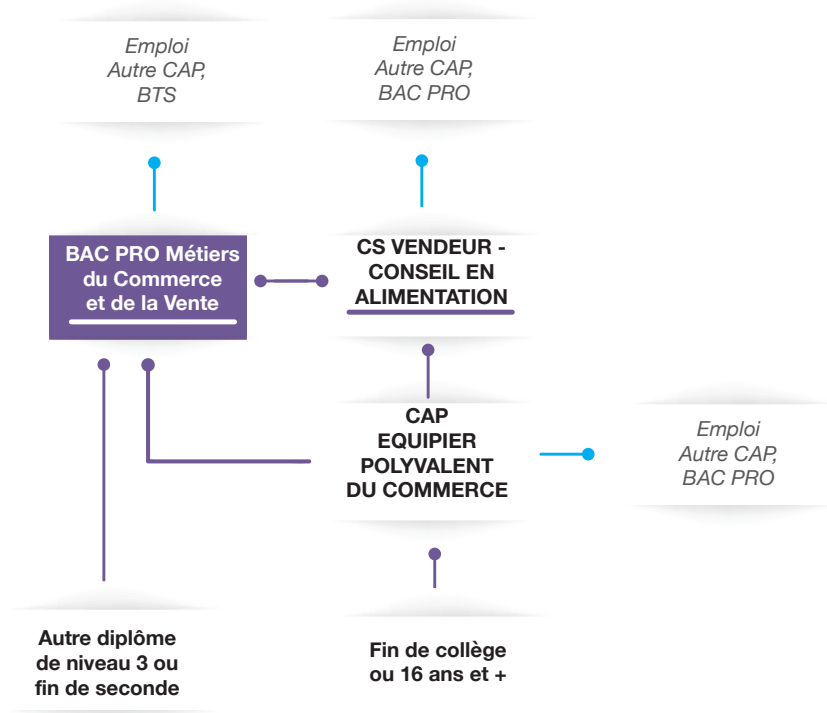 Emploi
Autre CAP,
BTS
Emploi
Autre CAP,
BAC PRO
BAC PRO Métiers
du Commerce
et de la Vente
CS VENDEUR -
CONSEIL EN
ALIMENTATION
CAP
EQUIPIER
POLYVALENT
DU COMMERCE
Emploi
Autre CAP,
BAC PRO
Autre diplôme
de niveau 3 ou
fin de seconde
Fin de collège
ou 16 ans et +